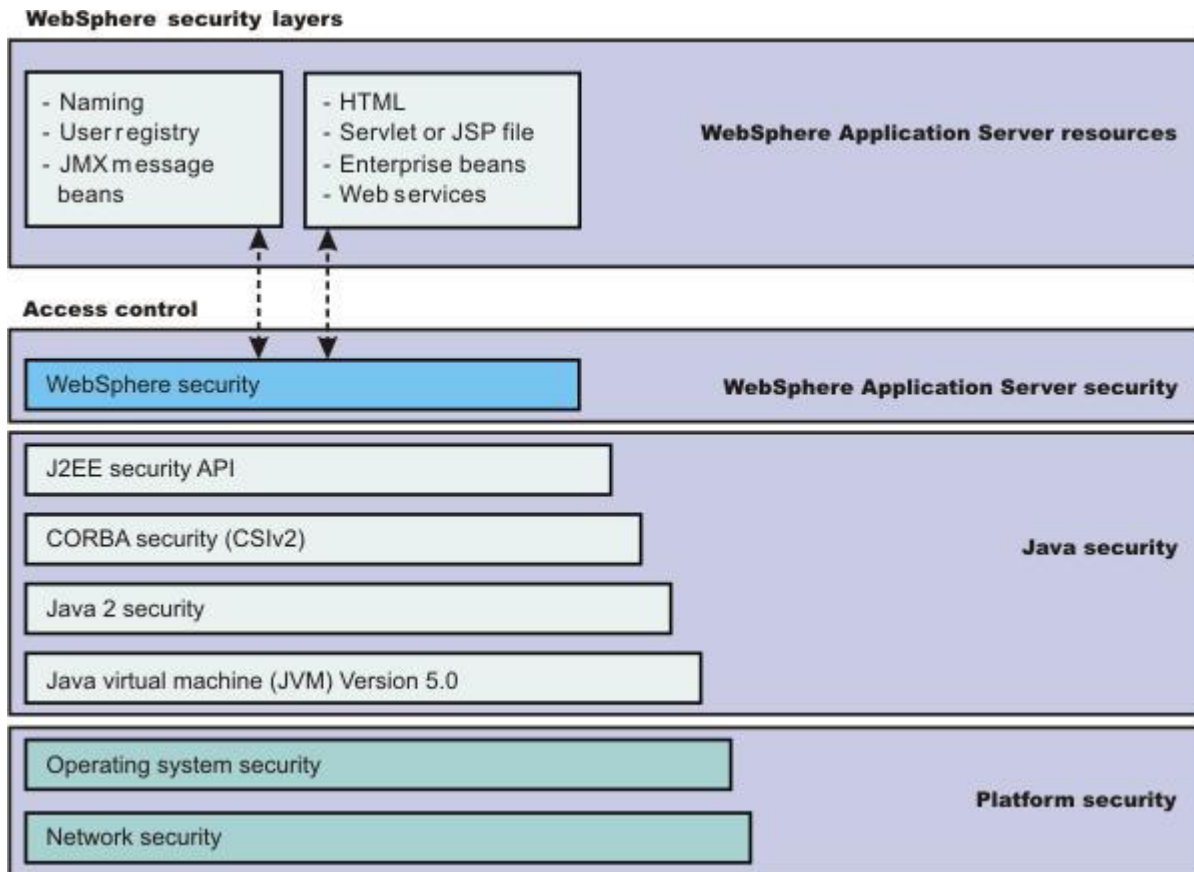 WebSphere security layers
- Naming
- User registry
- JMX message
beans
- HTML
- Servlet or JSP file
- Enterprise beans
- Web services
WebSphere Application Server resources
Access control
WebSphere security
WebSphere Application Server security
J2EE security API
CORBA security (CSIv2)
Java 2 security
Java virtual machine (JVM) Version 5.0
Java security
Operating system security
Network security
Platform security